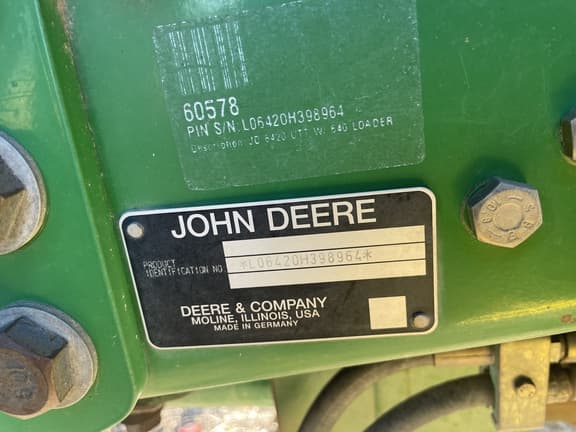 60578
PIN S/N. L06420H398964
Description JD 6420 UTT W/ 640 LOADER
JOHN DEERE
PRODUCT
IDENTIFICATION NO.
*L06420H398964*
DEERE & COMPANY
MOLINE, ILLINOIS, USA
MADE IN GERMANY